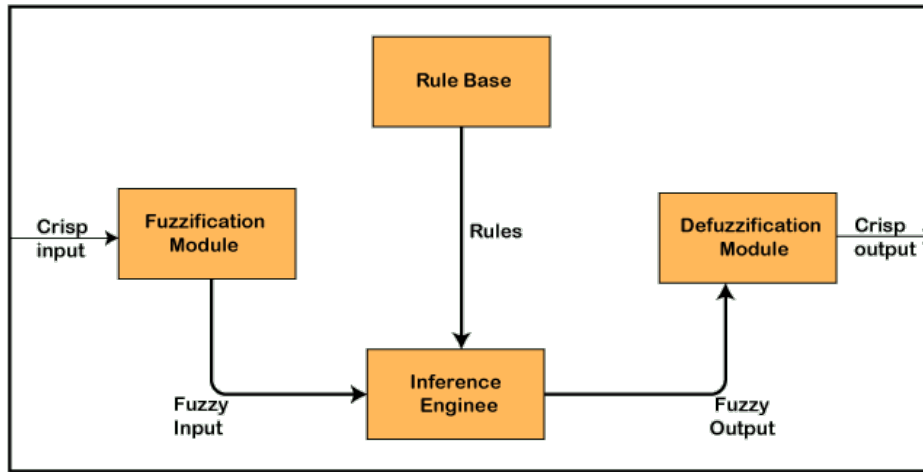 Rule Base
Crisp
input
Fuzzification
Module
Rules
Defuzzification
Module
Crisp
output
Inference
Enginee
Fuzzy
Input
Fuzzy
Output